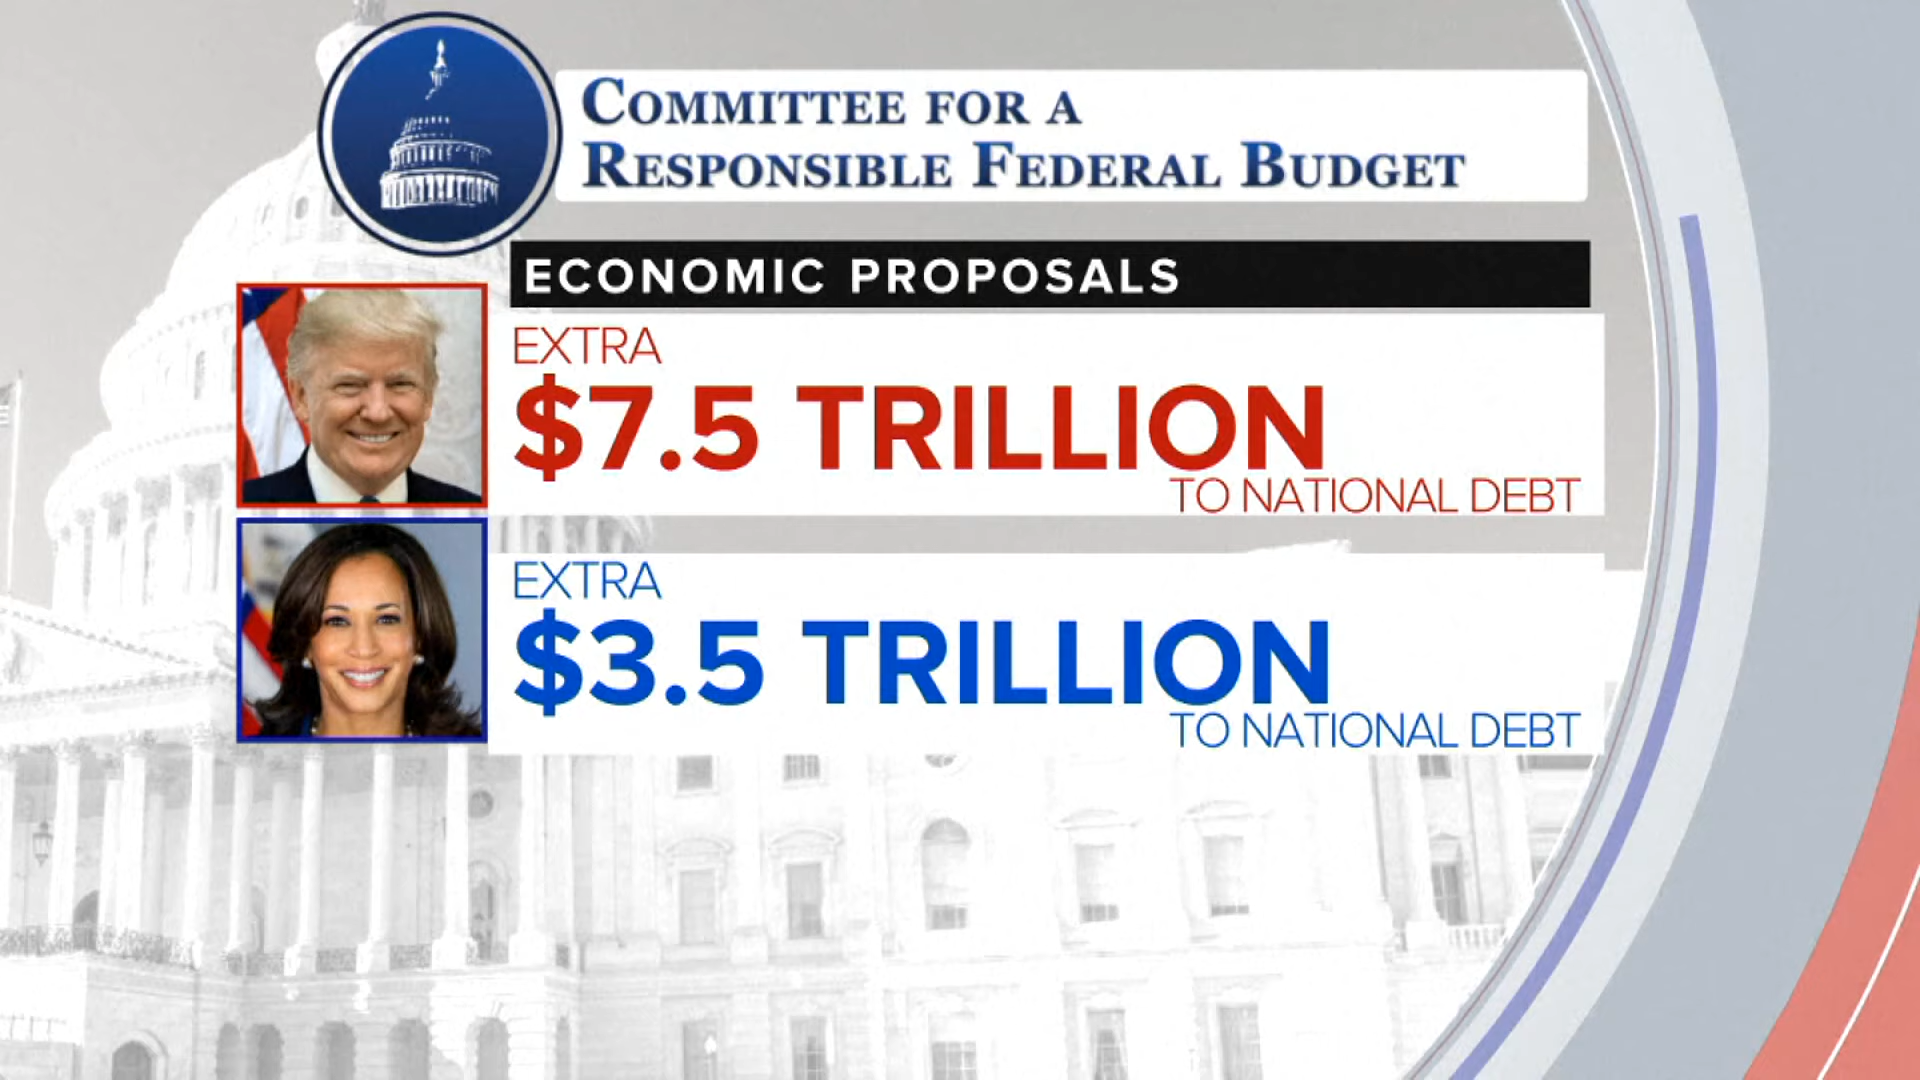 COMMITTEE FOR A
RESPONSIBLE FEDERAL BUDGET
ECONOMIC PROPOSALS
EXTRA
$7.5 TRILLION
TO NATIONAL DEBT
EXTRA
$3.5 TRILLION
TO NATIONAL DEBT